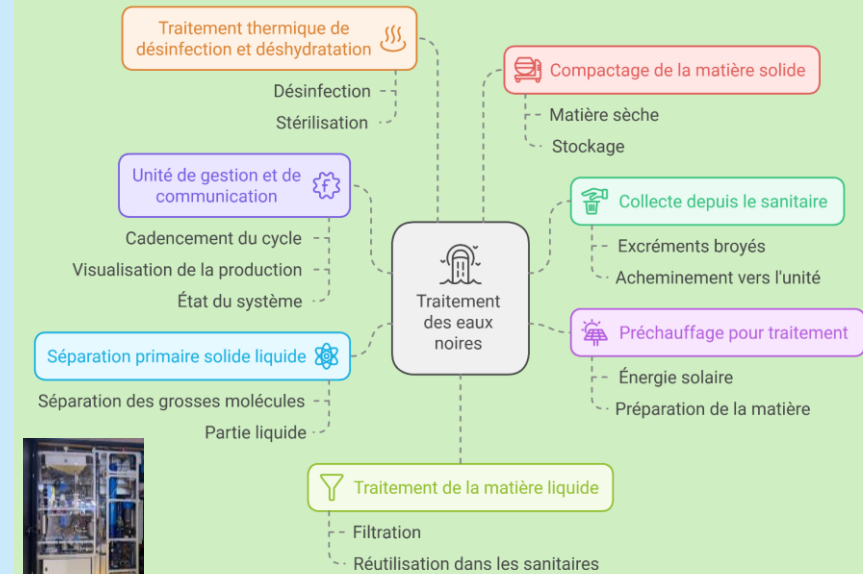 Traitement thermique de
désinfection et déshydratation
Désinfection
Stérilisation
Compactage de la matière solide
Matière sèche
Stockage
Unité de gestion et de
communication
Cadencement du cycle
Visualisation de la production
État du système
Collecte depuis le sanitaire
Excréments broyés
Acheminement vers l'unité
Traitement
des eaux
noires
Préchauffage pour traitement
Énergie solaire
Préparation de la matière
Séparation primaire solide liquide
Séparation des grosses molécules
Partie liquide
Traitement de la matière liquide
Filtration
Réutilisation dans les sanitaires